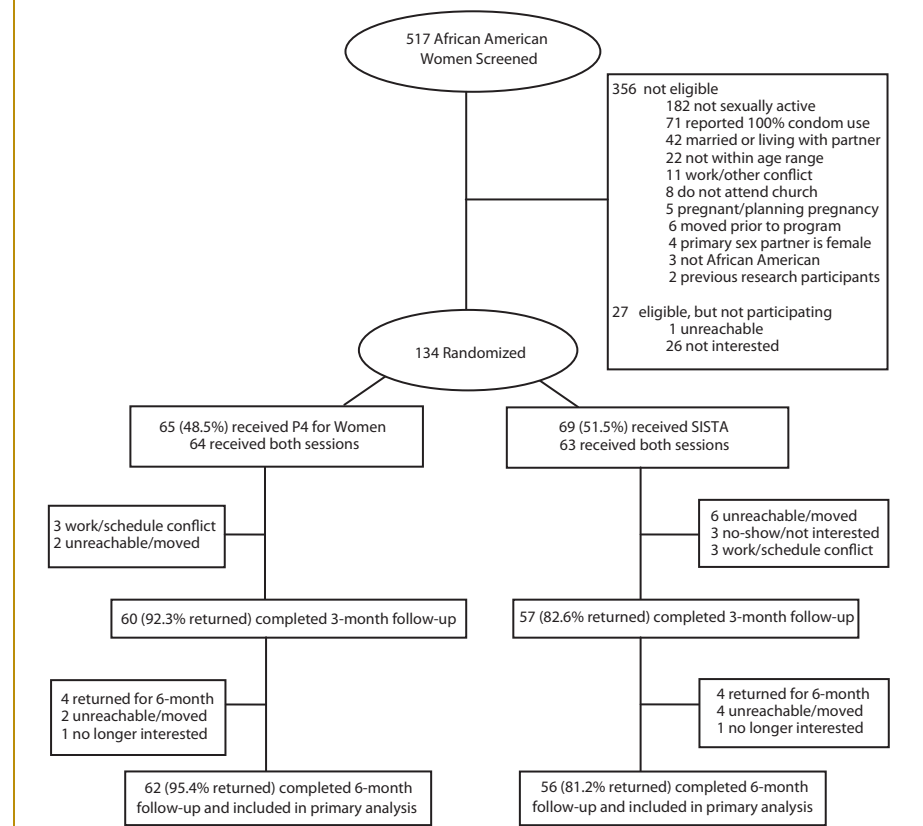 517 African American
Women Screened
356 not eligible
182 not sexually active
71 reported 100% condom use
42 married or living with partner
22 not within age range
11 work/other conflict
8 do not attend church
5 pregnant/planning pregnancy
6 moved prior to program
4 primary sex partner is female
3 not African American
2 previous research participants
27 eligible, but not participating
1 unreachable
26 not interested
134 Randomized
65 (48.5%) received P4 for Women
64 received both sessions
69 (51.5%) received SISTA
63 received both sessions
3 work/schedule conflict
2 unreachable/moved
6 unreachable/moved
3 no-show/not interested
3 work/schedule conflict
60 (92.3% returned) completed 3-month follow-up
57 (82.6% returned) completed 3-month follow-up
4 returned for 6-month
2 unreachable/moved
1 no longer interested
4 returned for 6-month
4 unreachable/moved
1 no longer interested
62 (95.4% returned) completed 6-month
follow-up and included in primary analysis
56 (81.2% returned) completed 6-month
follow-up and included in primary analysis